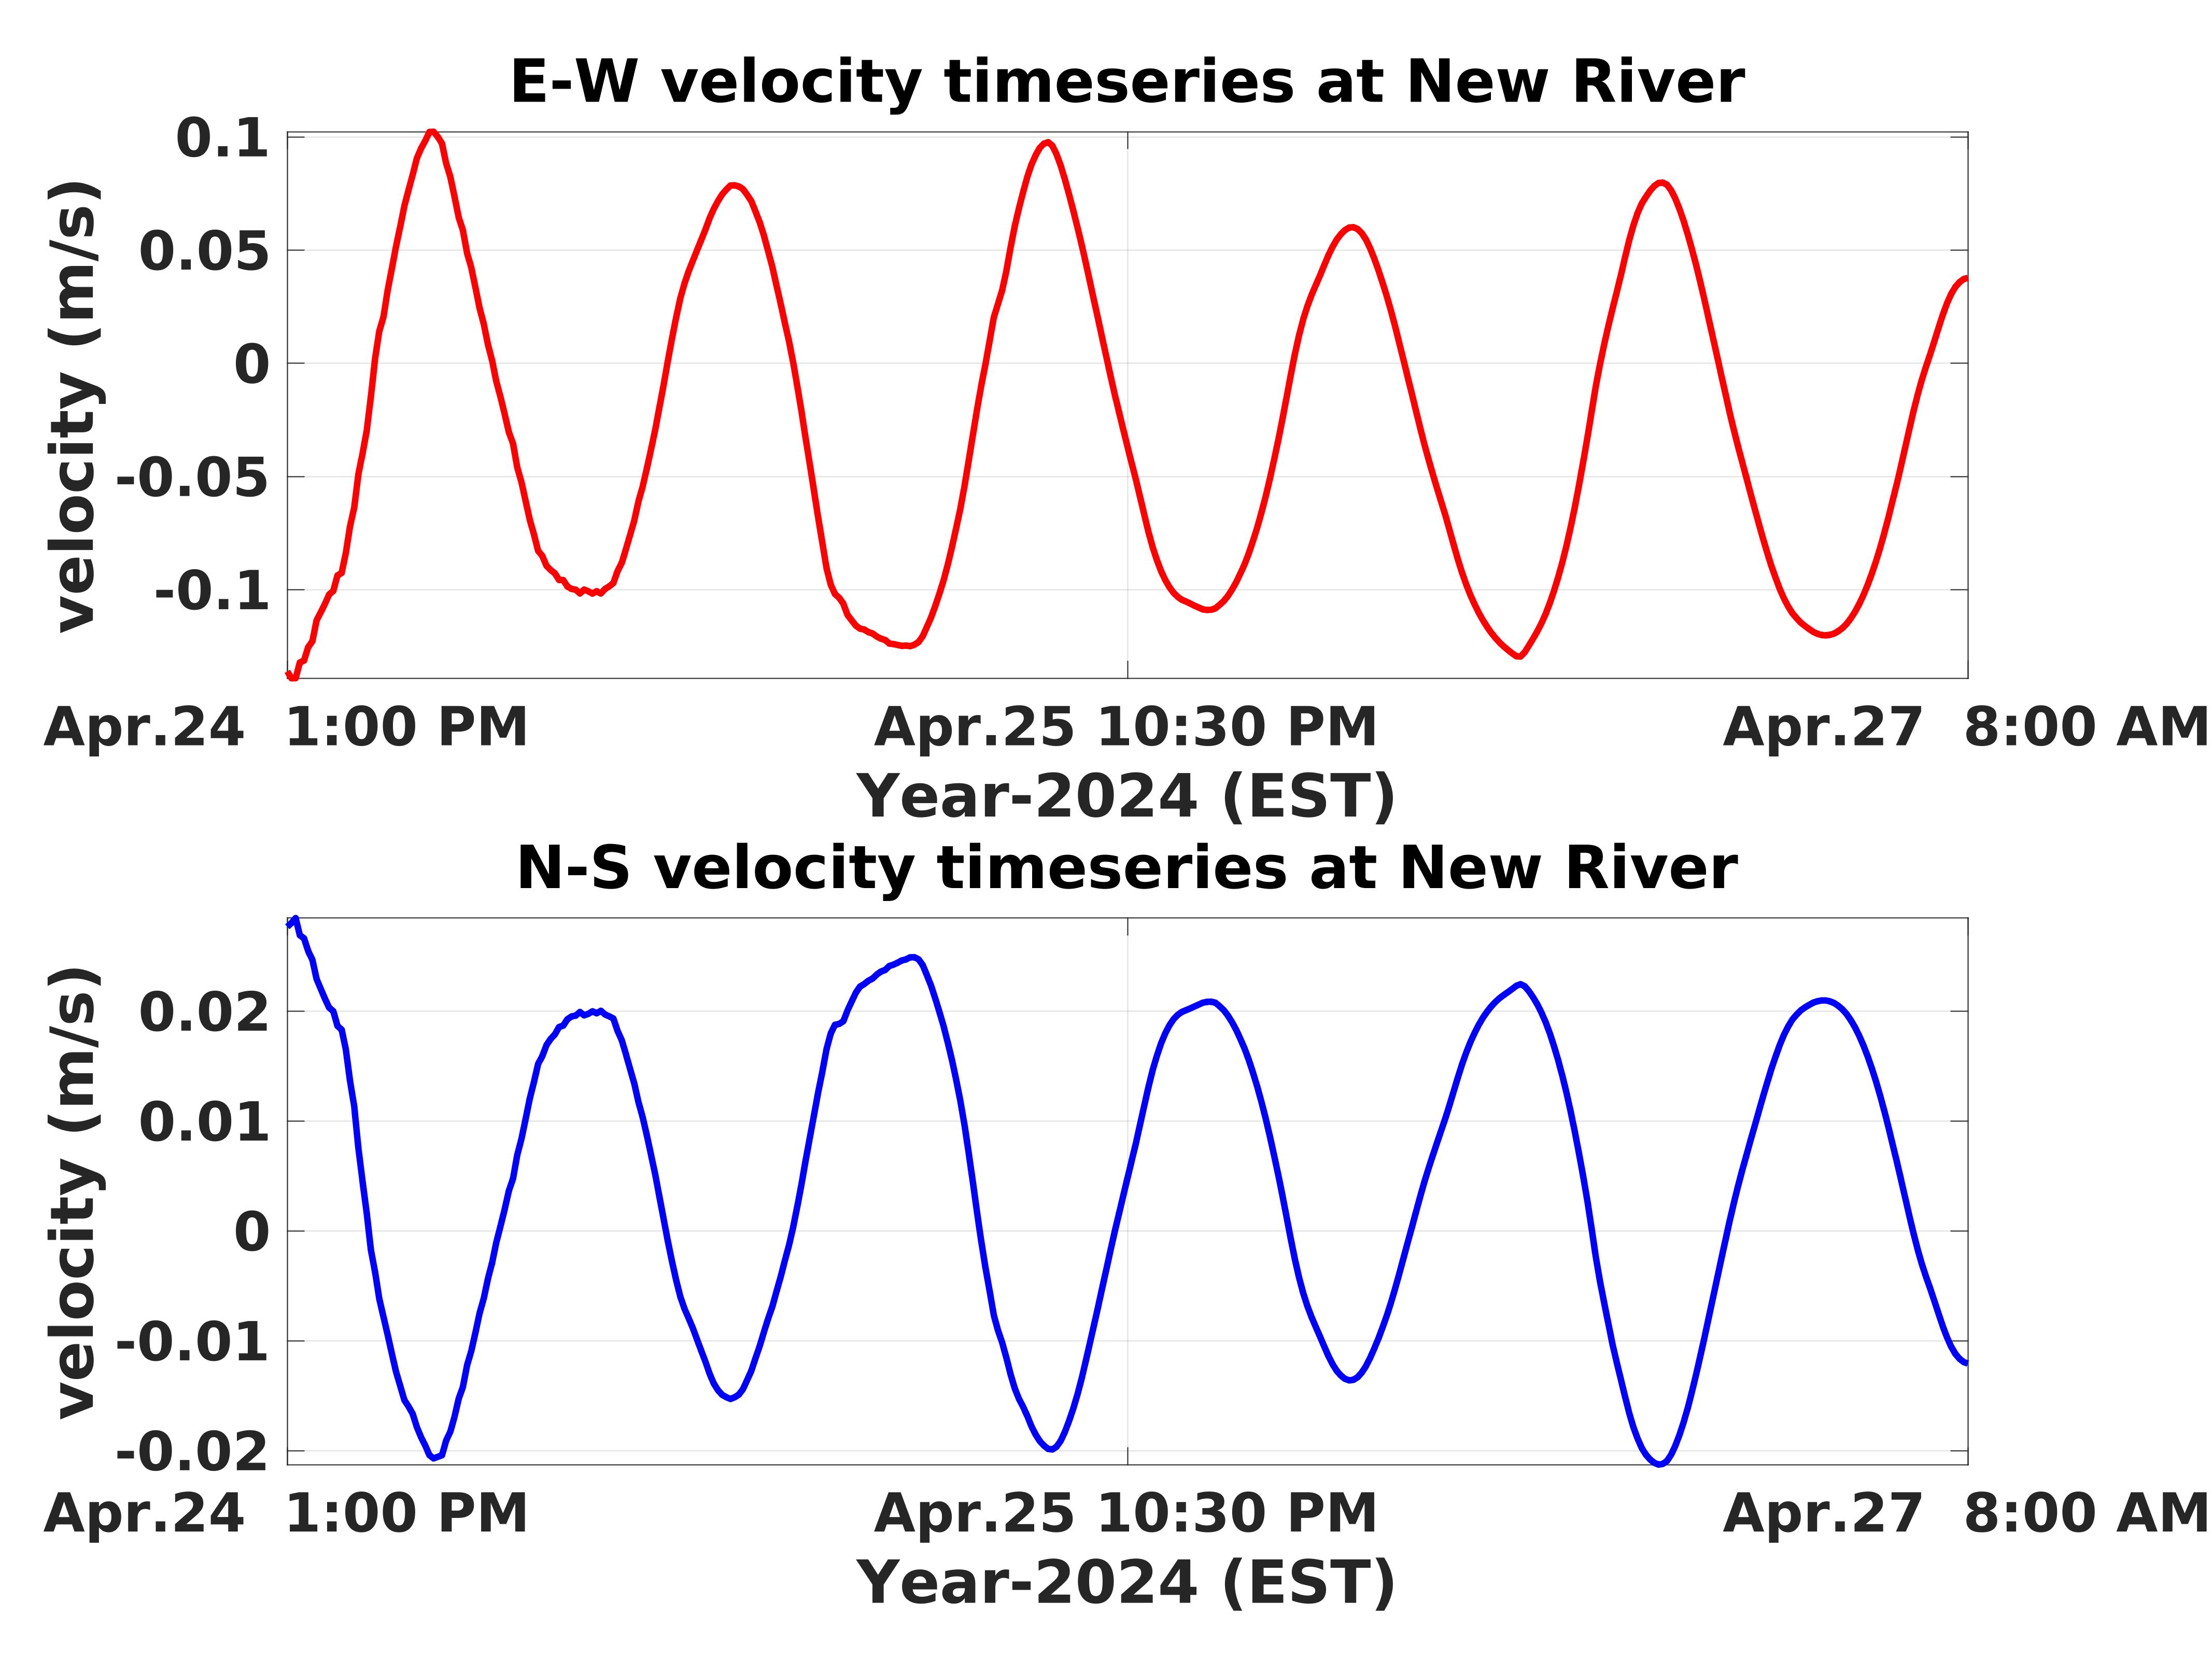 E-W velocity timeseries at New River
velocity (m/s)
0.1
0.05
0
-0.05
-0.1
Apr.24 1:00 PM Apr.25 10:30 PM Apr.27 8:00 AM
Year-2024 (EST)
N-S velocity timeseries at New River
velocity (m/s)
0.02
0.01
0
-0.01
-0.02
Apr.24 1:00 PM Apr.25 10:30 PM Apr.27 8:00 AM
Year-2024 (EST)